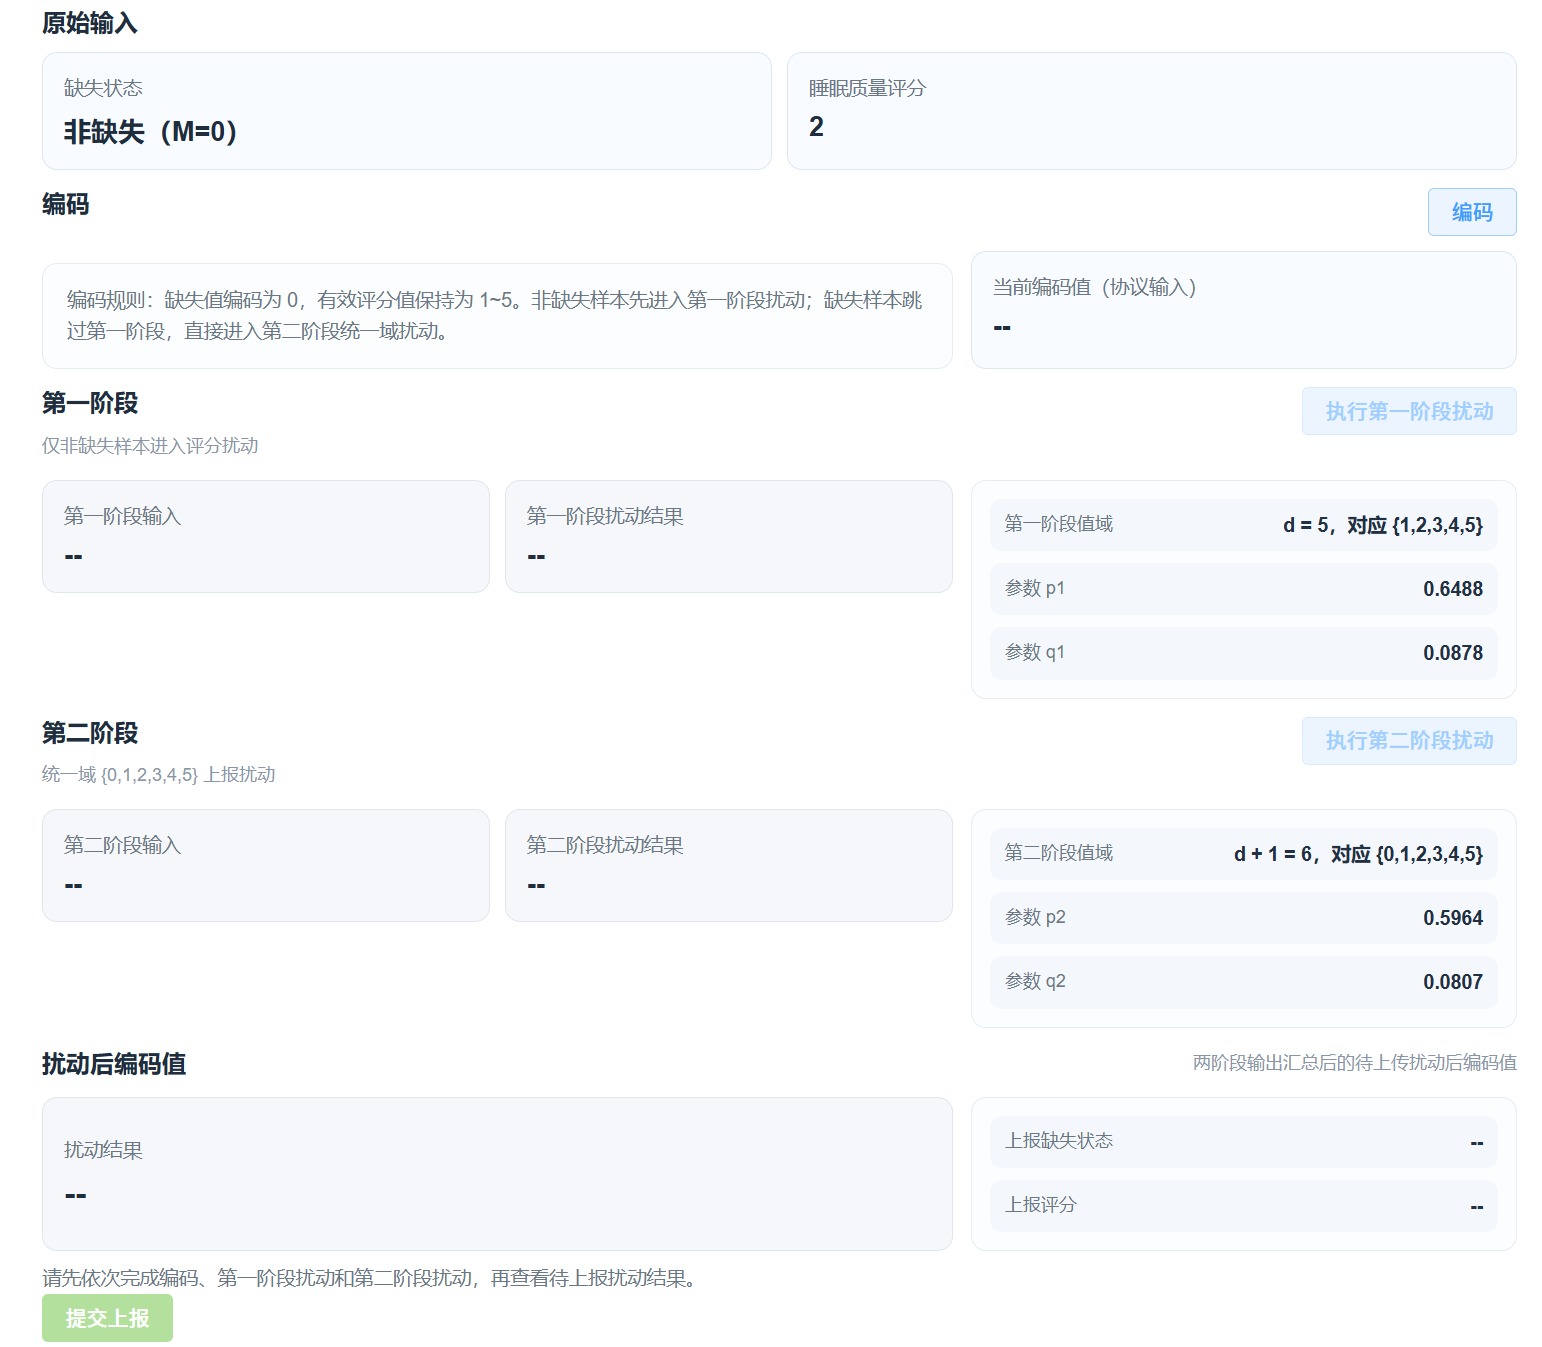 原始输入
缺失状态
非缺失（M=0）
睡眠质量评分
2
编码
编码
编码规则：缺失值编码为 0，有效评分值保持为 1~5。非缺失样本先进入第一阶段扰动；缺失样本跳
过第一阶段，直接进入第二阶段统一域扰动。
当前编码值（协议输入）
--
第一阶段
执行第一阶段扰动
仅非缺失样本进入评分扰动
第一阶段输入
--
第一阶段扰动结果
--
第一阶段值域
d = 5，对应 {1,2,3,4,5}
参数 p1
0.6488
参数 q1
0.0878
第二阶段
执行第二阶段扰动
统一域 {0,1,2,3,4,5} 上报扰动
第二阶段输入
--
第二阶段扰动结果
--
第二阶段值域
d + 1 = 6，对应 {0,1,2,3,4,5}
参数 p2
0.5964
参数 q2
0.0807
扰动后编码值
两阶段输出汇总后的待上传扰动后编码值
扰动结果
--
上报缺失状态
--
上报评分
--
请先依次完成编码、第一阶段扰动和第二阶段扰动，再查看待上报扰动结果。
提交上报